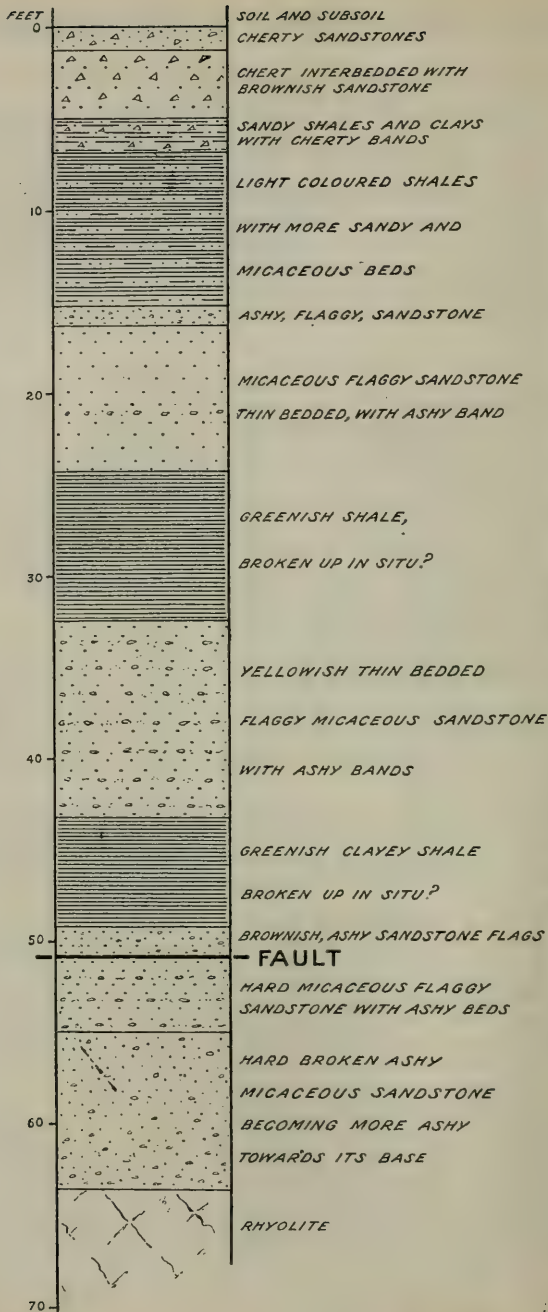 FEET
SOIL AND SUBSOIL
0
CHERTY SANDSTONES
CHERT INTERBEDDED WITH
BROWNISH SANDSTONE
SANDY SHALES AND CLAYS
WITH CHERTY BANDS
LIGHT COLOURED SHALES
10
WITH MORE SANDY AND
MICACEOUS BEDS
ASHY, FLAGGY, SANDSTONE
MICACEOUS FLAGGY SANDSTONE
20
THIN BEDDED, WITH ASHY BAND
GREENISH SHALE,
BROKEN UP IN SITU?
30
YELLOWISH THIN BEDDED
FLAGGY MICACEOUS SANDSTONE
40
WITH ASHY BANDS
GREENISH CLAYEY SHALE
BROKEN UP IN SITU?
50
BROWNISH, ASHY SANDSTONE FLAGS
FAULT
HARD MICACEOUS FLAGGY
SANDSTONE WITH ASHY BEDS
HARD BROKEN ASHY
MICACEOUS SANDSTONE
60
BECOMING MORE ASHY
TOWARDS ITS BASE
RHYOLITE
70